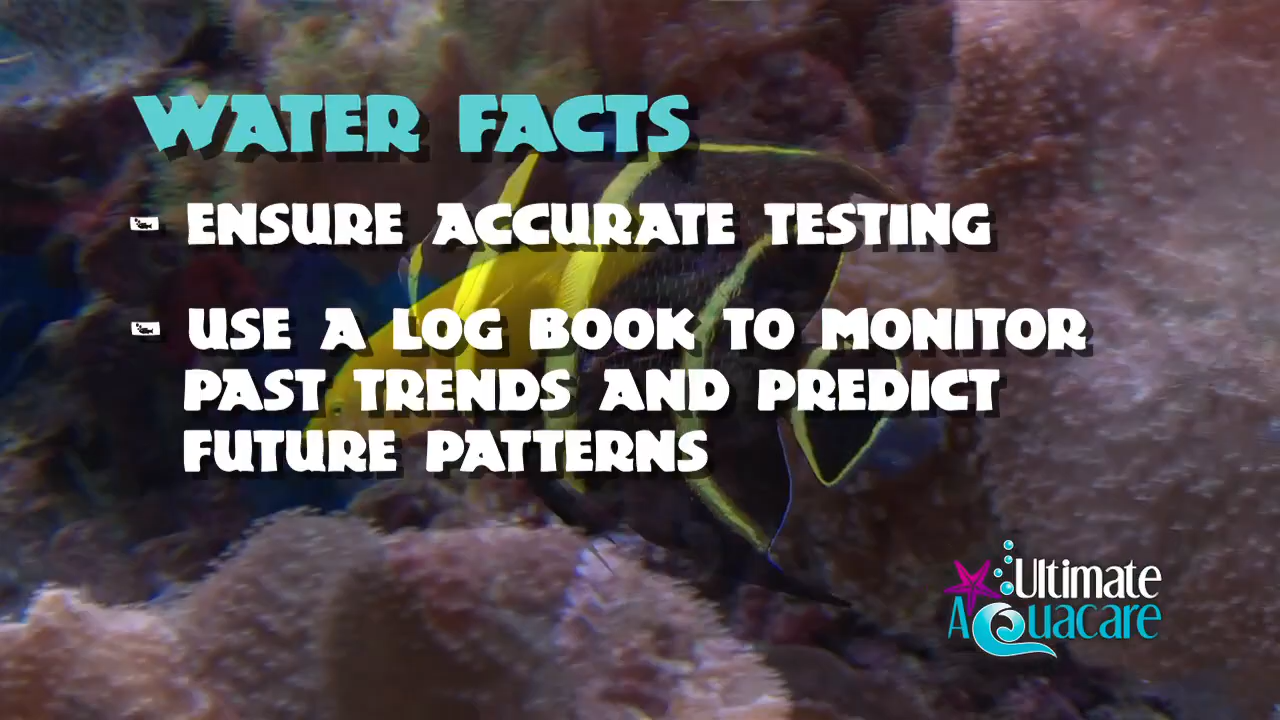 WATER FACTS
- ENSURE ACCURATE TESTING
- USE A LOG BOOK TO MONITOR
PAST TRENDS AND PREDICT
FUTURE PATTERNS
Ultimate
Aquacare